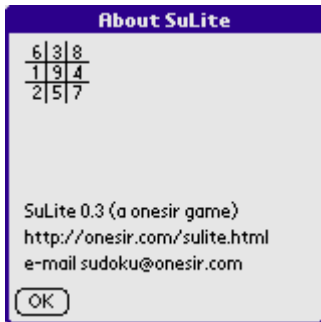 About SuLite
6 3 8
1 9 4
2 5 7
SuLite 0.3 (a onesir game)
http://onesir.com/sulite.html
e-mail sudoku@onesir.com
OK